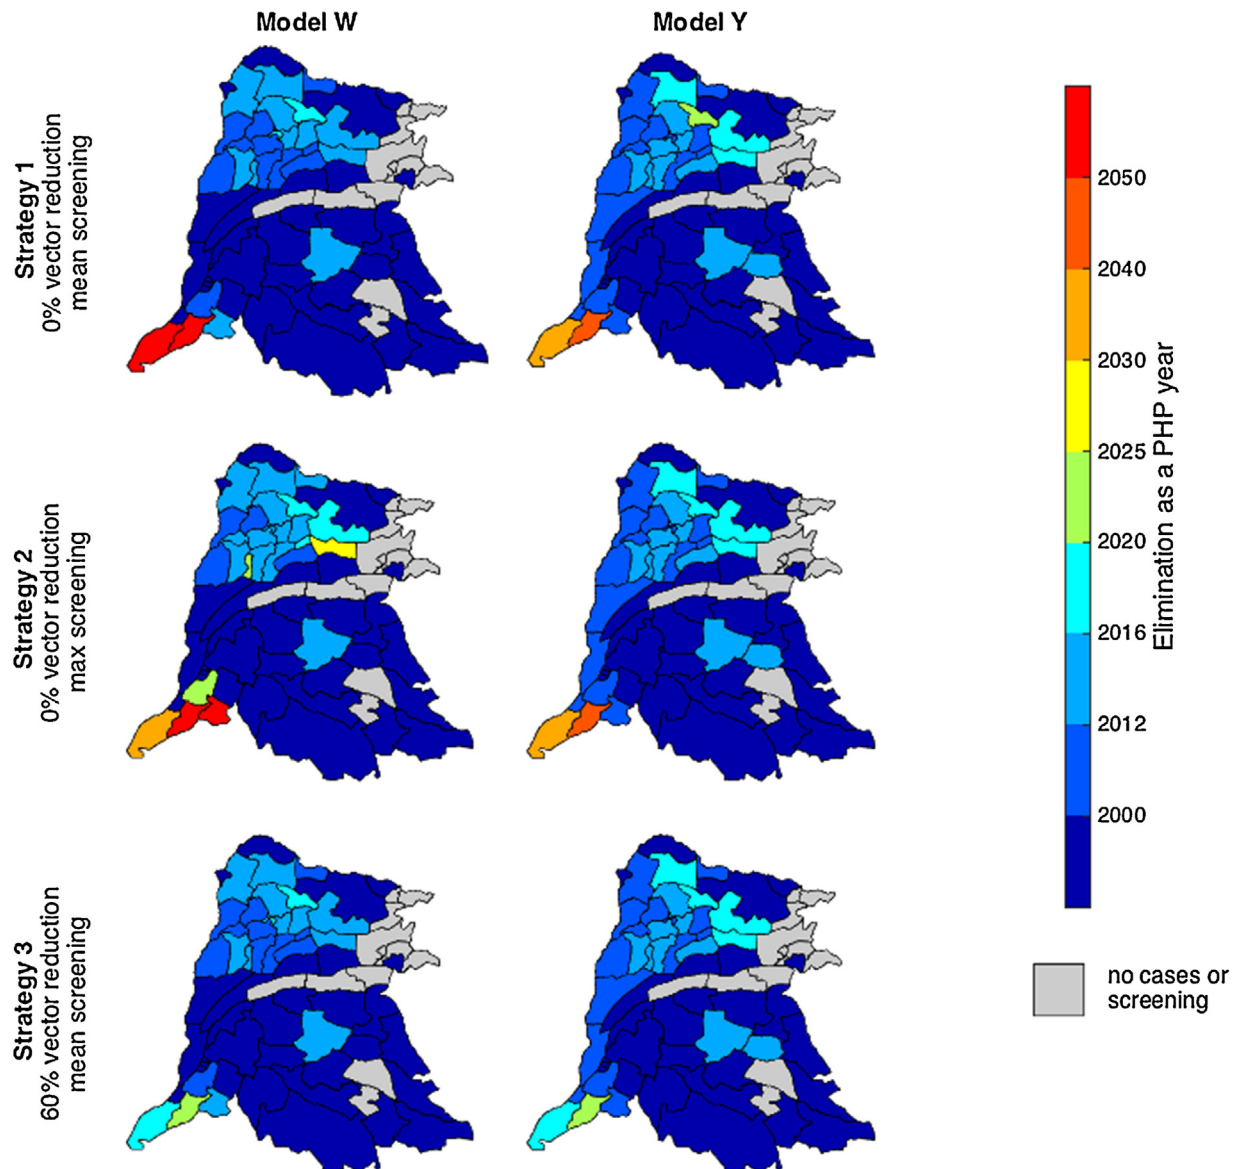 Model W
Model Y
Strategy 1
0% vector reduction
mean screening
Strategy 2
0% vector reduction
max screening
Strategy 3
60% vector reduction
mean screening
2050
2040
2030
2025
2020
2016
2012
2000
Elimination as a PHP year
no cases or
screening